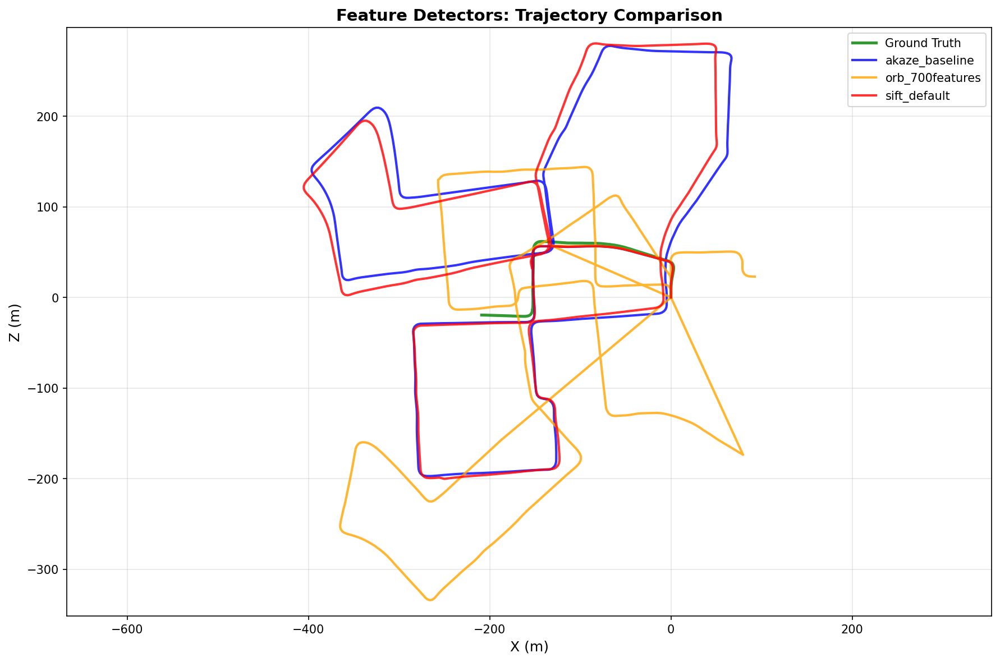 Feature Detectors: Trajectory Comparison
Ground Truth
akaze_baseline
orb_700features
sift_default
200
100
0
−100
−200
−300
Z (m)
−600
−400
−200
0
200
X (m)